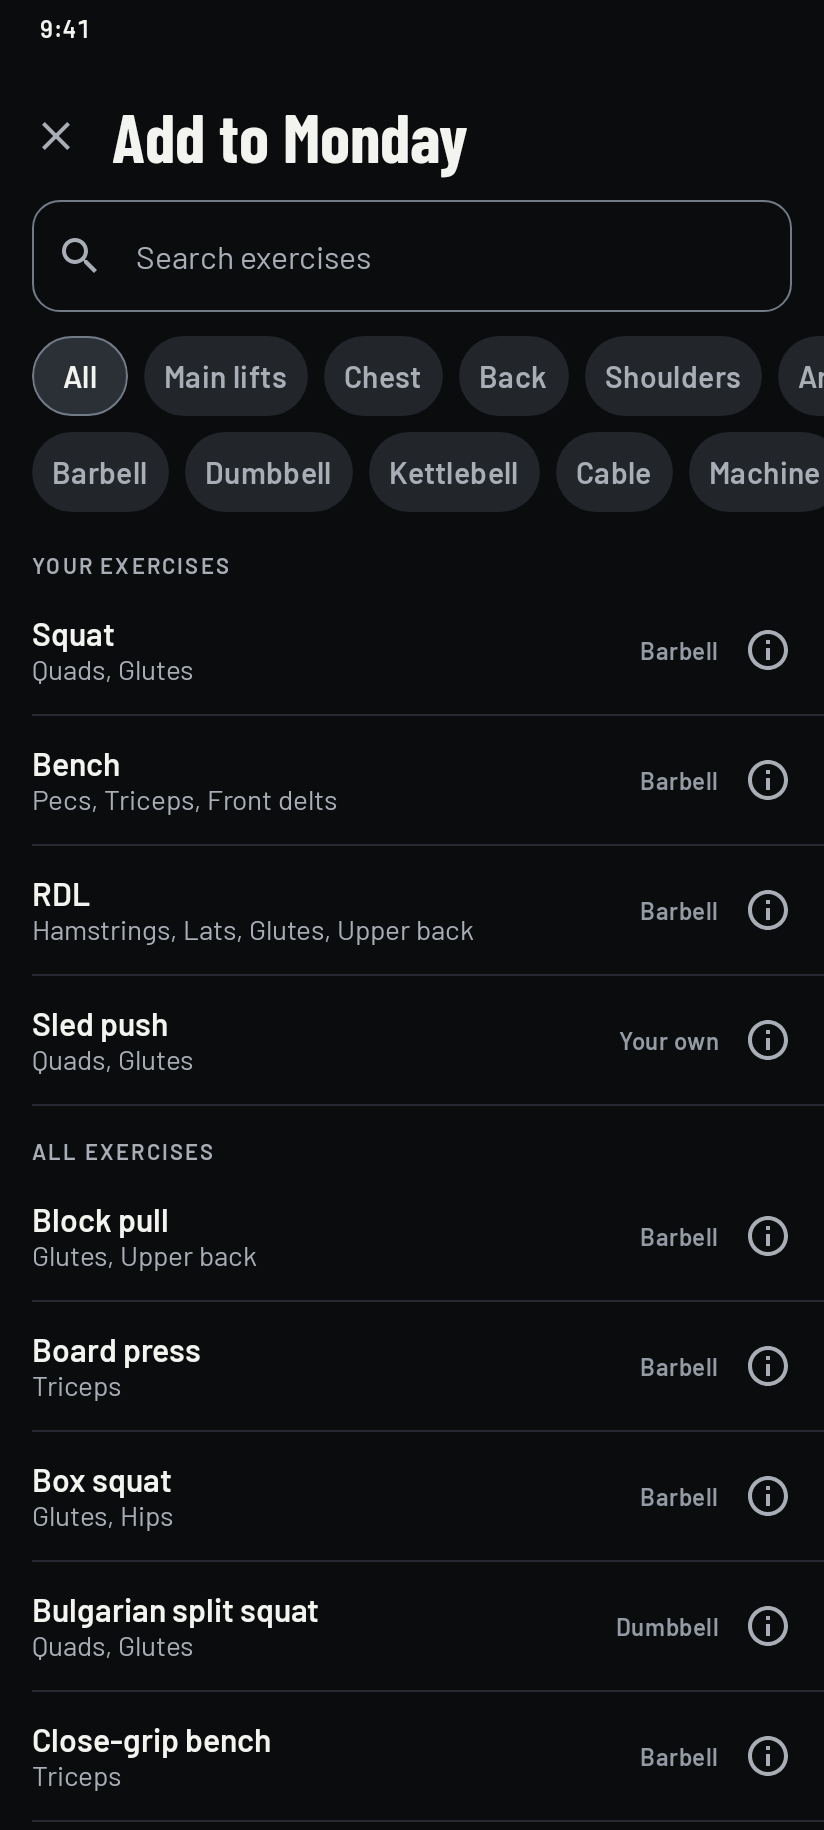 9:41
Add to Monday
Search exercises
All Main lifts Chest Back Shoulders
Barbell Dumbbell Kettlebell Cable Machine
YOUR EXERCISES
Squat
Quads, Glutes
Barbell
Bench
Pecs, Triceps, Front delts
Barbell
RDL
Hamstrings, Lats, Glutes, Upper back
Barbell
Sled push
Quads, Glutes
Your own
ALL EXERCISES
Block pull
Glutes, Upper back
Barbell
Board press
Triceps
Barbell
Box squat
Glutes, Hips
Barbell
Bulgarian split squat
Quads, Glutes
Dumbbell
Close-grip bench
Triceps
Barbell